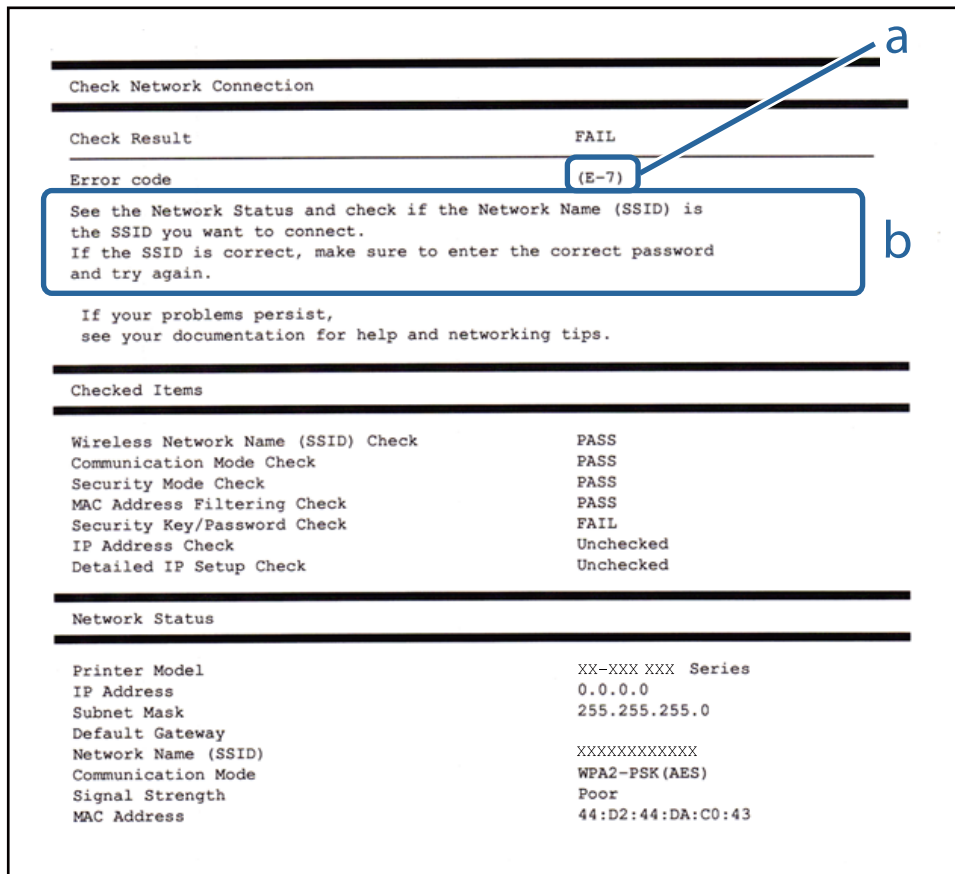 a
Check Network Connection
Check Result FAIL
Error code (E-7)
See the Network Status and check if the Network Name (SSID) is
the SSID you want to connect.
If the SSID is correct, make sure to enter the correct password
and try again.
b
If your problems persist,
see your documentation for help and networking tips.
Checked Items
Wireless Network Name (SSID) Check PASS
Communication Mode Check PASS
Security Mode Check PASS
MAC Address Filtering Check PASS
Security Key/Password Check FAIL
IP Address Check Unchecked
Detailed IP Setup Check Unchecked
Network Status
Printer Model XX-XXX XXX Series
IP Address 0.0.0.0
Subnet Mask 255.255.255.0
Default Gateway
Network Name (SSID) XXXXXXXXXXXX
Communication Mode WPA2-PSK(AES)
Signal Strength Poor
MAC Address 44:D2:44:DA:C0:43